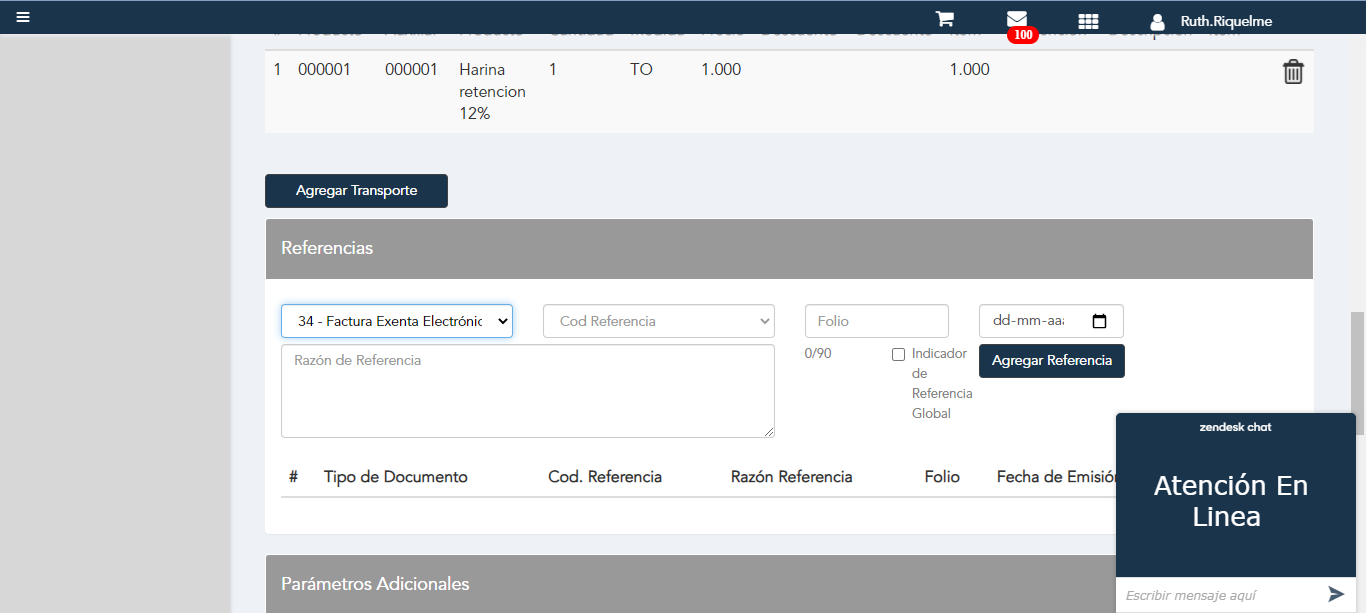 Ruth.Riquelme
100
1 000001 000001 Harina 1 TO 1.000 1.000
retencion
12%
Agregar Transporte
Referencias
34 - Factura Exenta Electrónic Cod Referencia Folio dd-mm-aaa
Razón de Referencia 0/90 Indicador Agregar Referencia
de
Referencia
Global
zendesk chat
# Tipo de Documento Cod. Referencia Razón Referencia Folio Fecha de Emisión
Atención En
Linea
Parámetros Adicionales
Escribir mensaje aquí